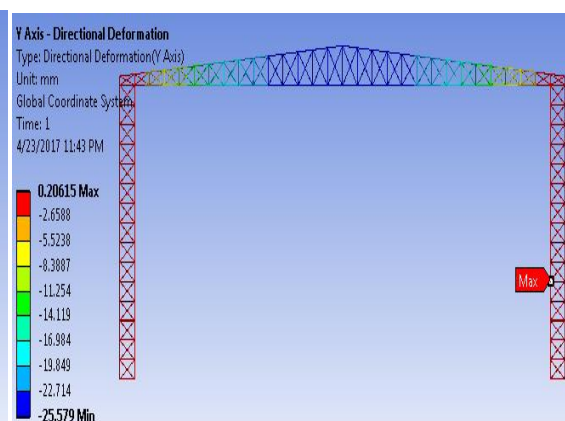 Y Axis - Directional Deformation
Type: Directional Deformation(Y Axis)
Unit: mm
Global Coordinate System
Time: 1
4/23/2017 11:43 PM
0.20615 Max
-2.6588
-5.5238
-8.3887
-11.254
-14.119
-16.984
-19.849
-22.714
-25.579 Min
Max